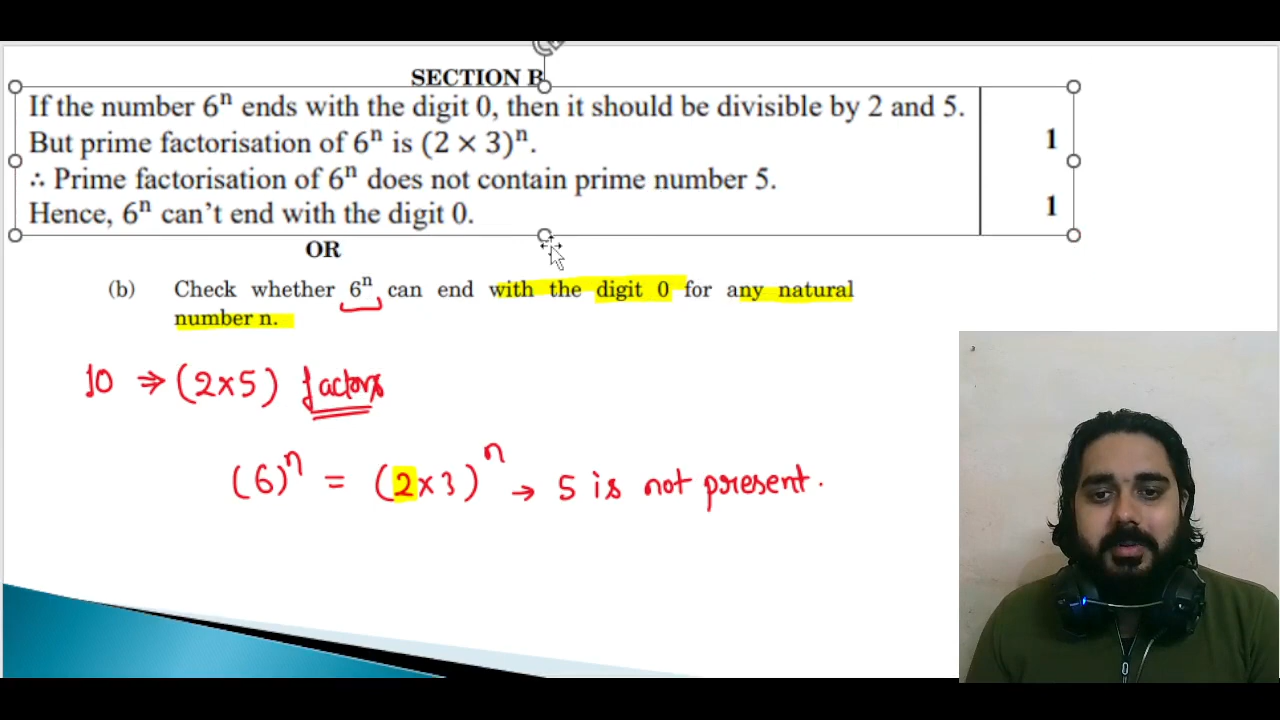 SECTION B
If the number 6ⁿ ends with the digit 0, then it should be divisible by 2 and 5.
But prime factorisation of 6ⁿ is (2 × 3)ⁿ. 1
∴ Prime factorisation of 6ⁿ does not contain prime number 5.
Hence, 6ⁿ can't end with the digit 0. 1
OR
(b) Check whether 6ⁿ can end with the digit 0 for any natural
number n.
10 ⇒ (2×5) factors
(6)ⁿ = (2×3)ⁿ → 5 is not present.